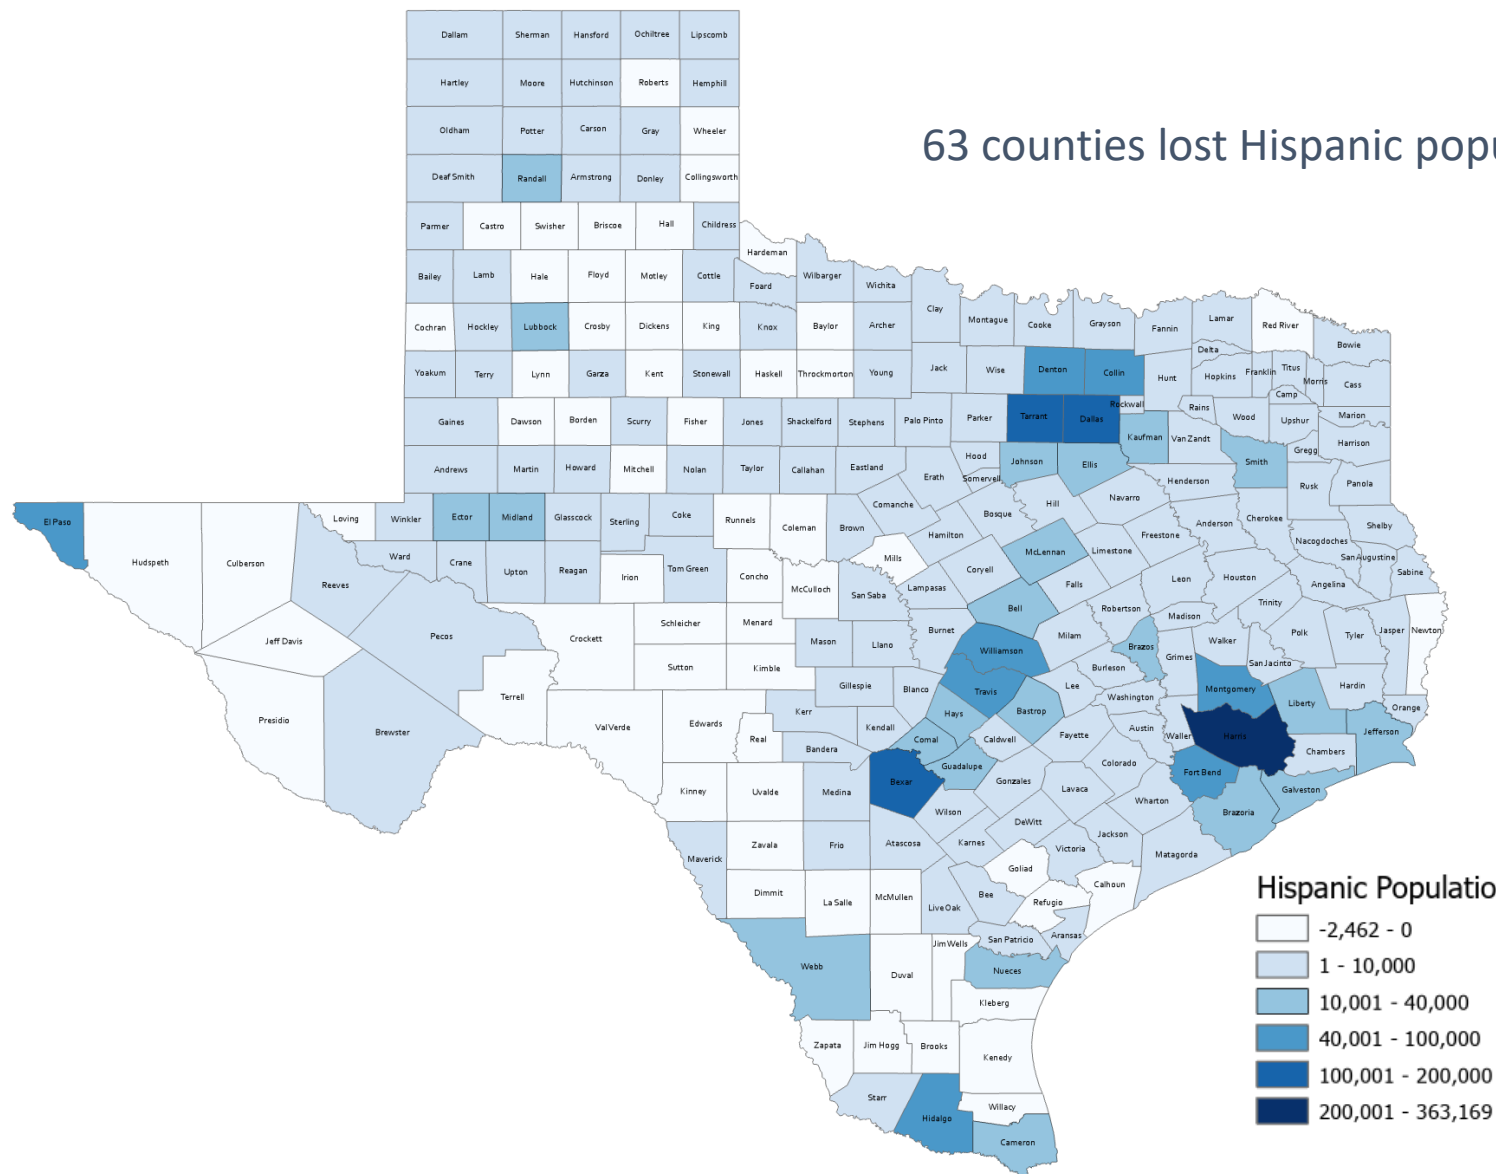 Dallam Sherman Hansford Ochiltree Lipscomb
Hartley Moore Hutchinson Roberts Hemphill
Oldham Potter Carson Gray Wheeler
63 counties lost Hispanic popu
Deaf Smith Randall Armstrong Donley Collingsworth
Parmer Castro Swisher Briscoe Hall Childress
Hardeman
Bailey Lamb Hale Floyd Motley Cottle Foard Wilbarger Wichita
Cochran Hockley Lubbock Crosby Dickens King Knox Baylor Archer Clay Montague Cooke Grayson Fannin Lamar Red River Bowie
Delta
Yoakum Terry Lynn Garza Kent Stonewall Haskell Throckmorton Young Jack Wise Denton Collin Hunt Hopkins Franklin Titus Morris Cass
Camp
Gaines Dawson Borden Scurry Fisher Jones Shackelford Stephens Palo Pinto Parker Tarrant Dallas Rockwall Rains Wood Upshur Marion
Kaufman Van Zandt Harrison
Andrews Martin Howard Mitchell Nolan Taylor Callahan Eastland Erath Hood Johnson Ellis Smith Gregg
Somervell Henderson Rusk Panola
El Paso Loving Winkler Ector Midland Glasscock Sterling Coke Runnels Coleman Brown Comanche Bosque Hill Navarro
Hamilton Freestone Anderson Cherokee Shelby
Hudspeth Culberson Reeves Ward Crane Upton Reagan Irion Tom Green Concho Mills McLennan Limestone Nacogdoches San Augustine
McCulloch San Saba Lampasas Coryell Falls Leon Houston Angelina Sabine
Jeff Davis Pecos Crockett Schleicher Menard Mason Llano Burnet Bell Milam Robertson Madison Trinity
Sutton Kimble Williamson Brazos Grimes Walker San Jacinto Polk Tyler Jasper Newton
Presidio Brewster Terrell Val Verde Edwards Real Kerr Gillespie Blanco Travis Lee Burleson Washington Montgomery Liberty Hardin Orange
Kendall Hays Bastrop
Bandera Comal Caldwell Fayette Austin Waller Harris Chambers Jefferson
Kinney Uvalde Medina Bexar Guadalupe Gonzales Lavaca Colorado Fort Bend Galveston
Wilson Wharton Brazoria
Maverick Zavala Frio Atascosa Karnes DeWitt Victoria Jackson Matagorda
Dimmit La Salle McMullen Live Oak Bee Goliad Refugio Calhoun
Webb Duval Jim Wells San Patricio Aransas
Nueces
Kleberg
Zapata Jim Hogg Brooks Kenedy
Starr Hidalgo Willacy
Cameron
Hispanic Populatio
-2,462 - 0
1 - 10,000
10,001 - 40,000
40,001 - 100,000
100,001 - 200,000
200,001 - 363,169